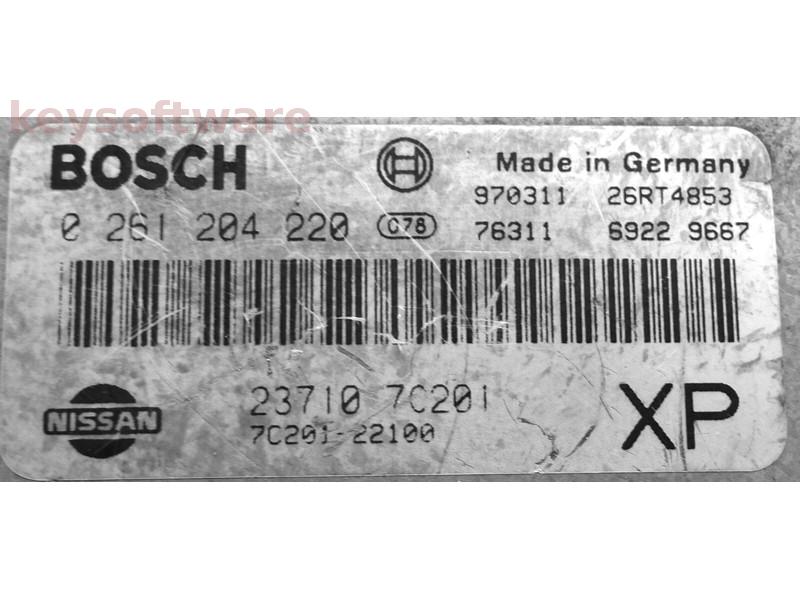 keysoftware
BOSCH
Made in Germany
970311 26RT4853
0 261 204 220 078 76311 6922 9667
23710 7C201 XP
NISSAN
7C201-22100